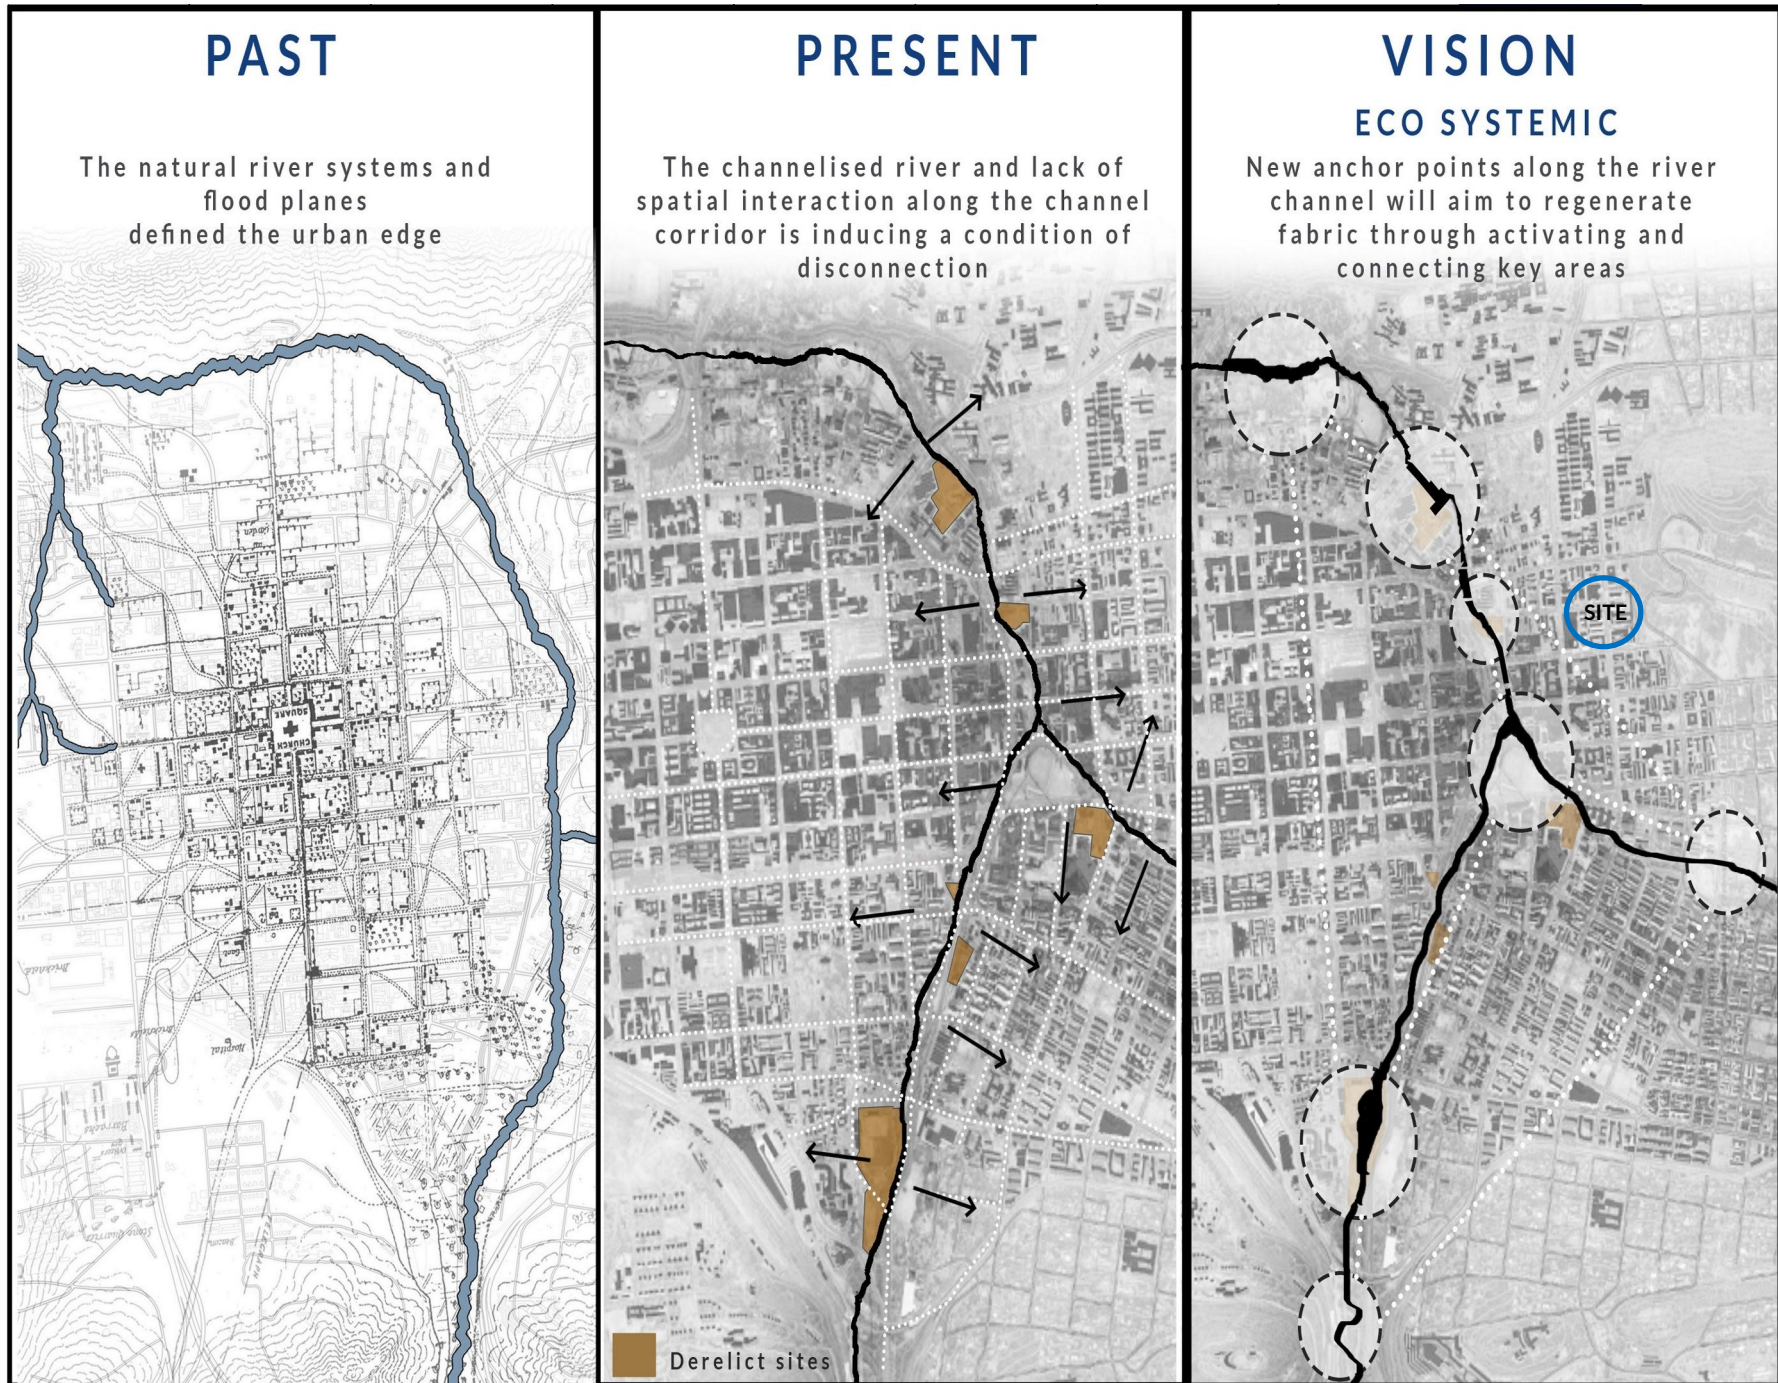 PAST
The natural river systems and
flood planes
defined the urban edge
CHURCH
SQUARE
Hospital
Barracks
PRESENT
The channelised river and lack of
spatial interaction along the channel
corridor is inducing a condition of
disconnection
Derelict sites
VISION
ECO SYSTEMIC
New anchor points along the river
channel will aim to regenerate
fabric through activating and
connecting key areas
SITE